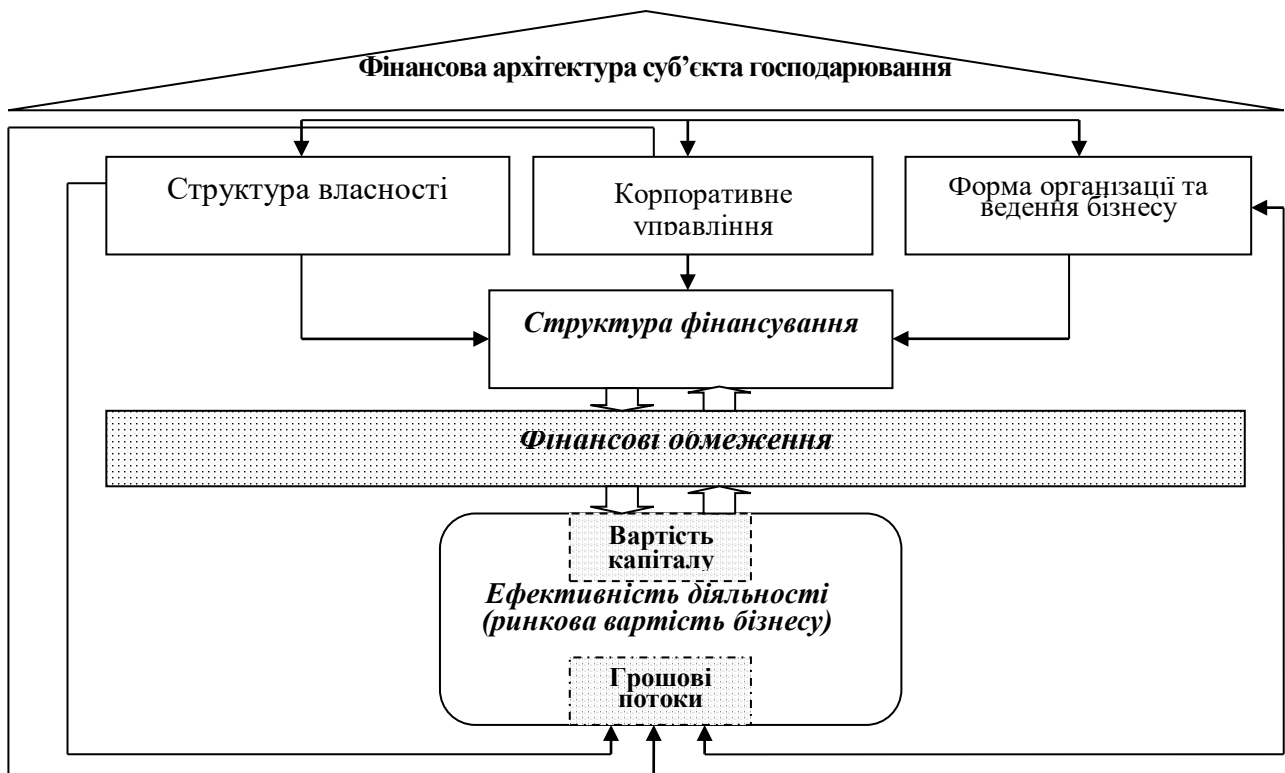 Фінансова архітектура суб’єкта господарювання
Структура власності
Корпоративне
управління
Форма організації та
ведення бізнесу
Структура фінансування
Фінансові обмеження
Вартість
капіталу
Ефективність діяльності
(ринкова вартість бізнесу)
Грошові
потоки